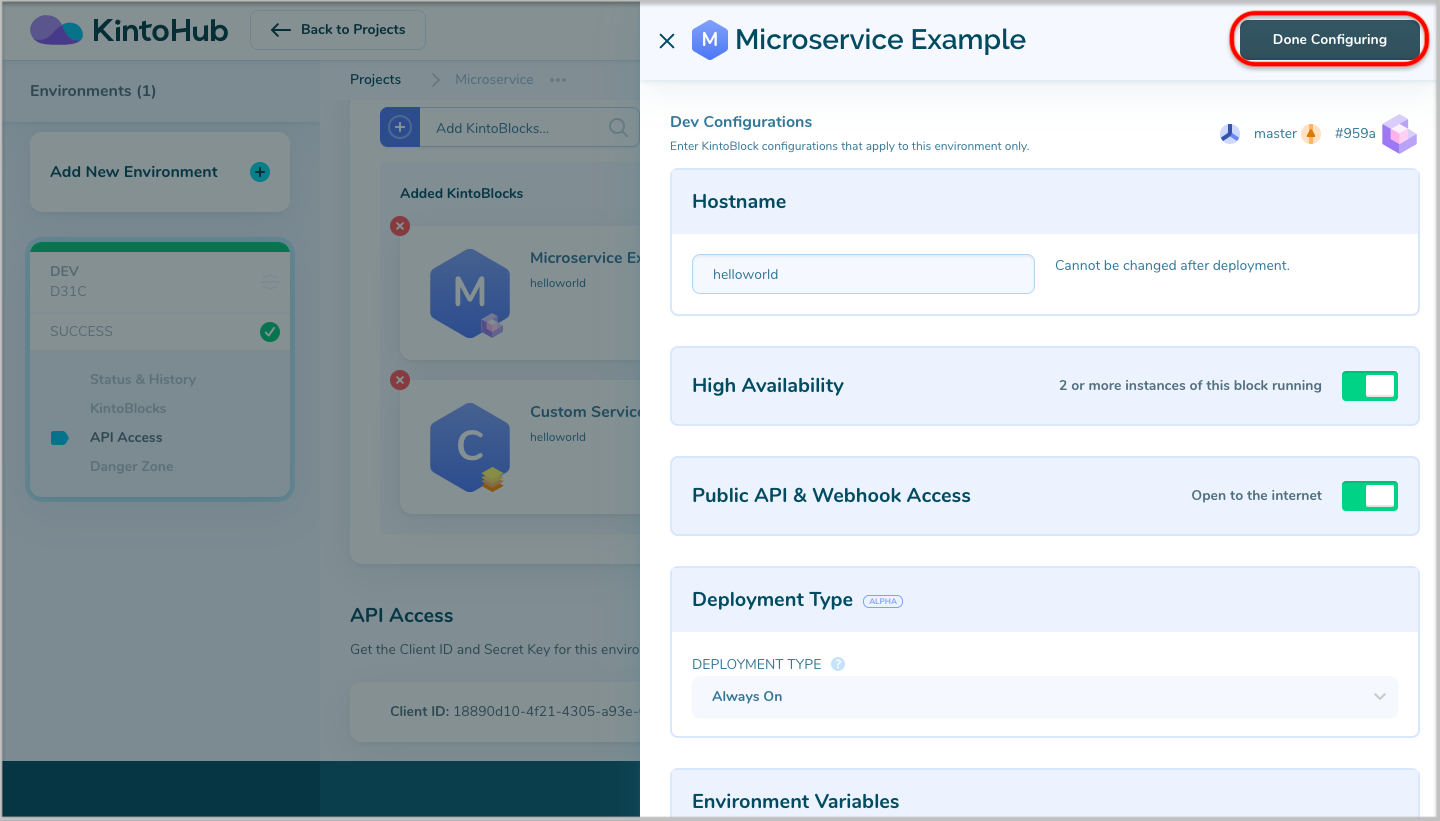 KintoHub
Back to Projects
Environments (1)
Add New Environment
DEV
D31C
SUCCESS
Status & History
KintoBlocks
API Access
Danger Zone
Projects
Microservice
Add KintoBlocks...
Added KintoBlocks
M
Microservice Ex
helloworld
C
Custom Service
helloworld
API Access
Get the Client ID and Secret Key for this enviro
Client ID: 18890d10-4f21-4305-a93e-
M
Microservice Example
Done Configuring
Dev Configurations
Enter KintoBlock configurations that apply to this environment only.
master
#959a
Hostname
helloworld
Cannot be changed after deployment.
High Availability
2 or more instances of this block running
Public API & Webhook Access
Open to the internet
Deployment Type ALPHA
DEPLOYMENT TYPE ?
Always On
Environment Variables